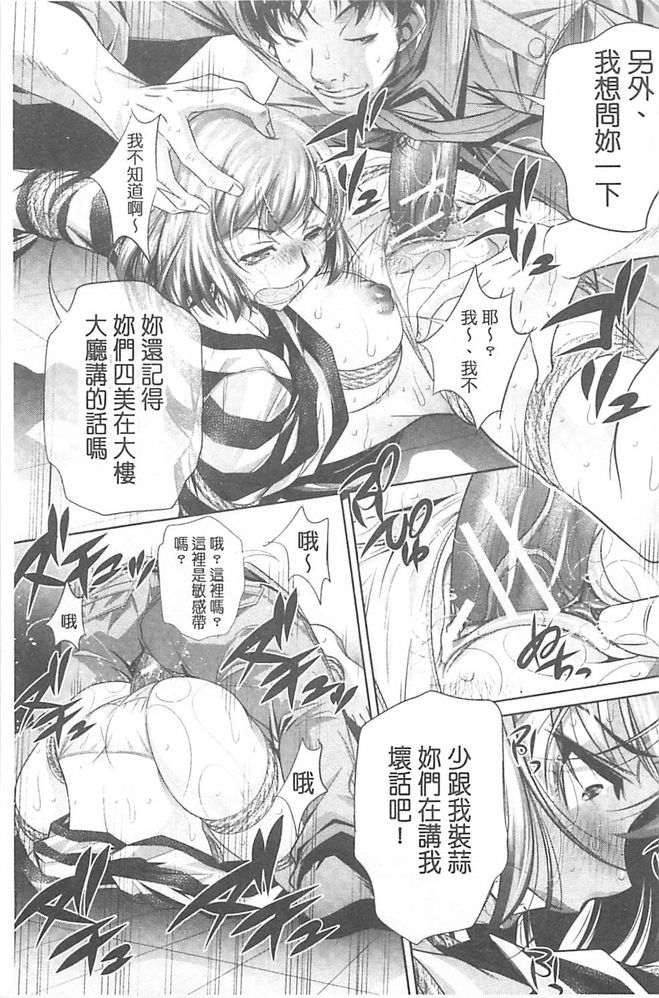 另外、
我想問妳一下
耶～？
我～、我不
我不知道啊～
妳還記得
妳們四美在大樓
大廳講的話嗎
少跟我裝蒜
妳們在講我
壞話吧！
哦～
哦？這裡嗎？
這裡是敏感帶
嗎？
哦
哦